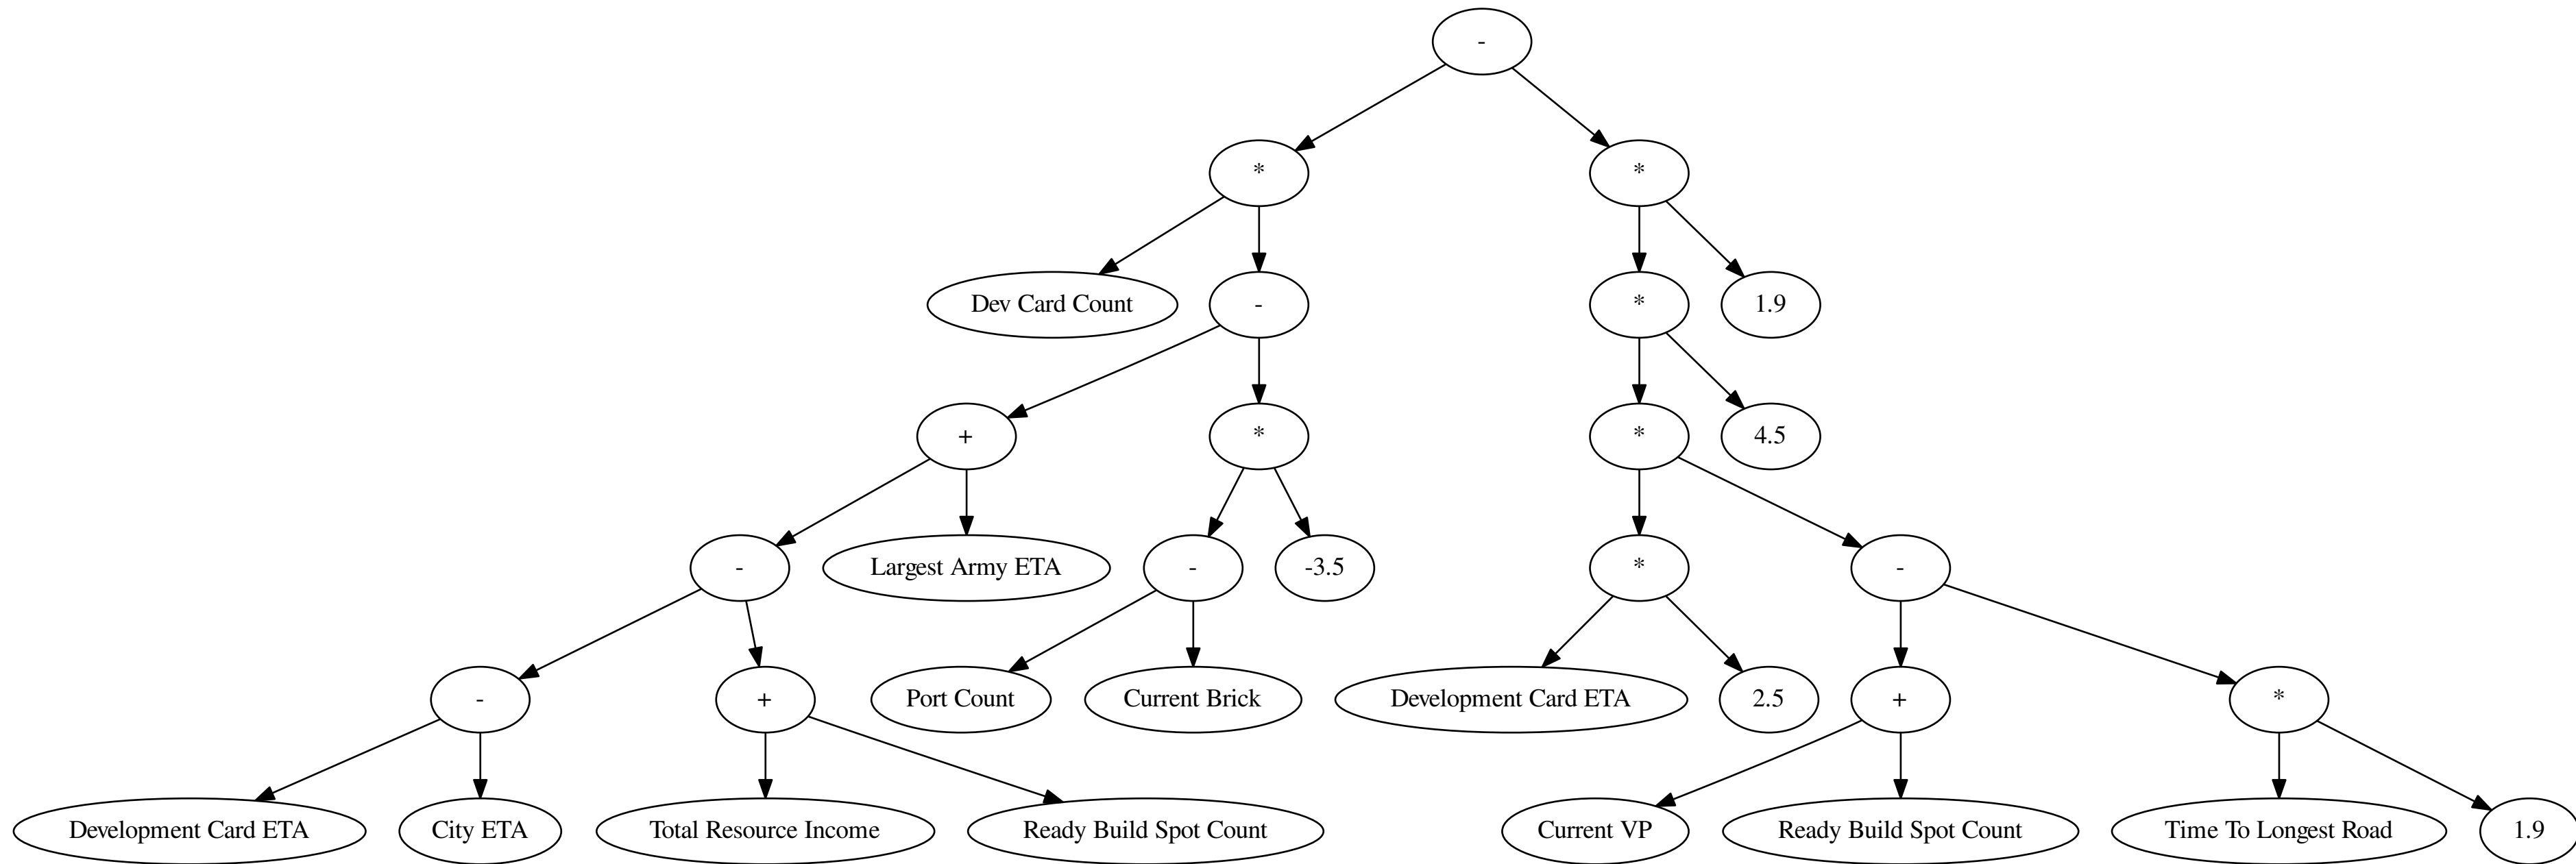 -
*
*
Dev Card Count
-
*
1.9
+
*
*
4.5
-
Largest Army ETA
-
-3.5
*
-
-
+
Port Count
Current Brick
Development Card ETA
2.5
+
*
Development Card ETA
City ETA
Total Resource Income
Ready Build Spot Count
Current VP
Ready Build Spot Count
Time To Longest Road
1.9